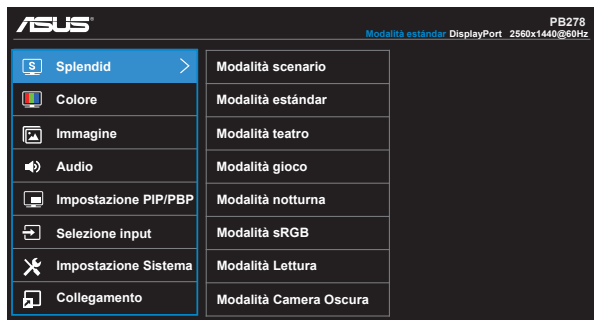 ASUS
PB278
Modalità estándar DisplayPort 2560x1440@60Hz
S Splendid
Colore
Immagine
Audio
Impostazione PIP/PBP
Selezione input
Impostazione Sistema
Collegamento
Modalità scenario
Modalità estándar
Modalità teatro
Modalità gioco
Modalità notturna
Modalità sRGB
Modalità Lettura
Modalità Camera Oscura